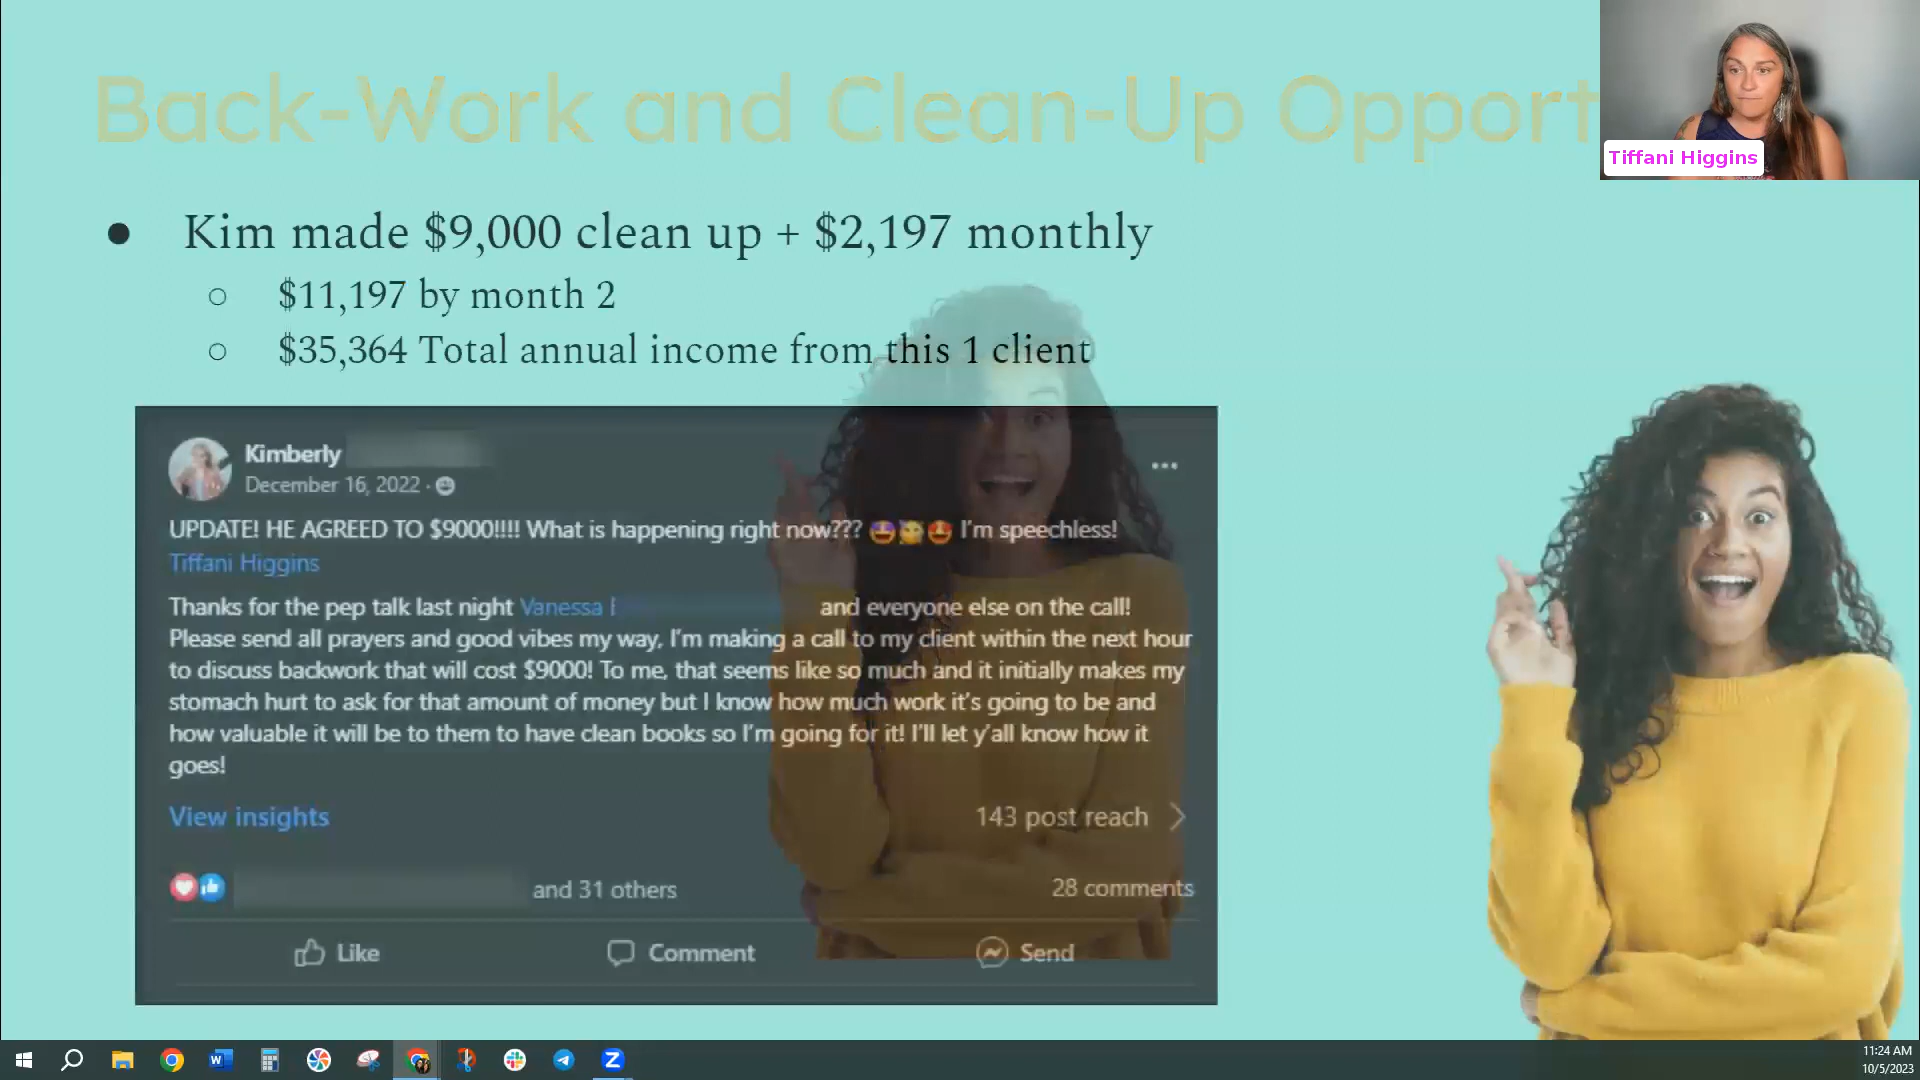 Back-Work and Clean-Up Opport
Tiffani Higgins
● Kim made $9,000 clean up + $2,197 monthly
○ $11,197 by month 2
○ $35,364 Total annual income from this 1 client
Kimberly
December 16, 2022 ·
UPDATE! HE AGREED TO $9000!!!! What is happening right now??? 🤩🥳🤩 I'm speechless!
Tiffani Higgins
Thanks for the pep talk last night Vanessa and everyone else on the call!
Please send all prayers and good vibes my way, I'm making a call to my client within the next hour
to discuss backwork that will cost $9000! To me, that seems like so much and it initially makes my
stomach hurt to ask for that amount of money but I know how much work it's going to be and
how valuable it will be to them to have clean books so I'm going for it! I'll let y'all know how it
goes!
View insights
143 post reach
and 31 others
28 comments
Like
Comment
Send
11:24 AM
10/5/2023